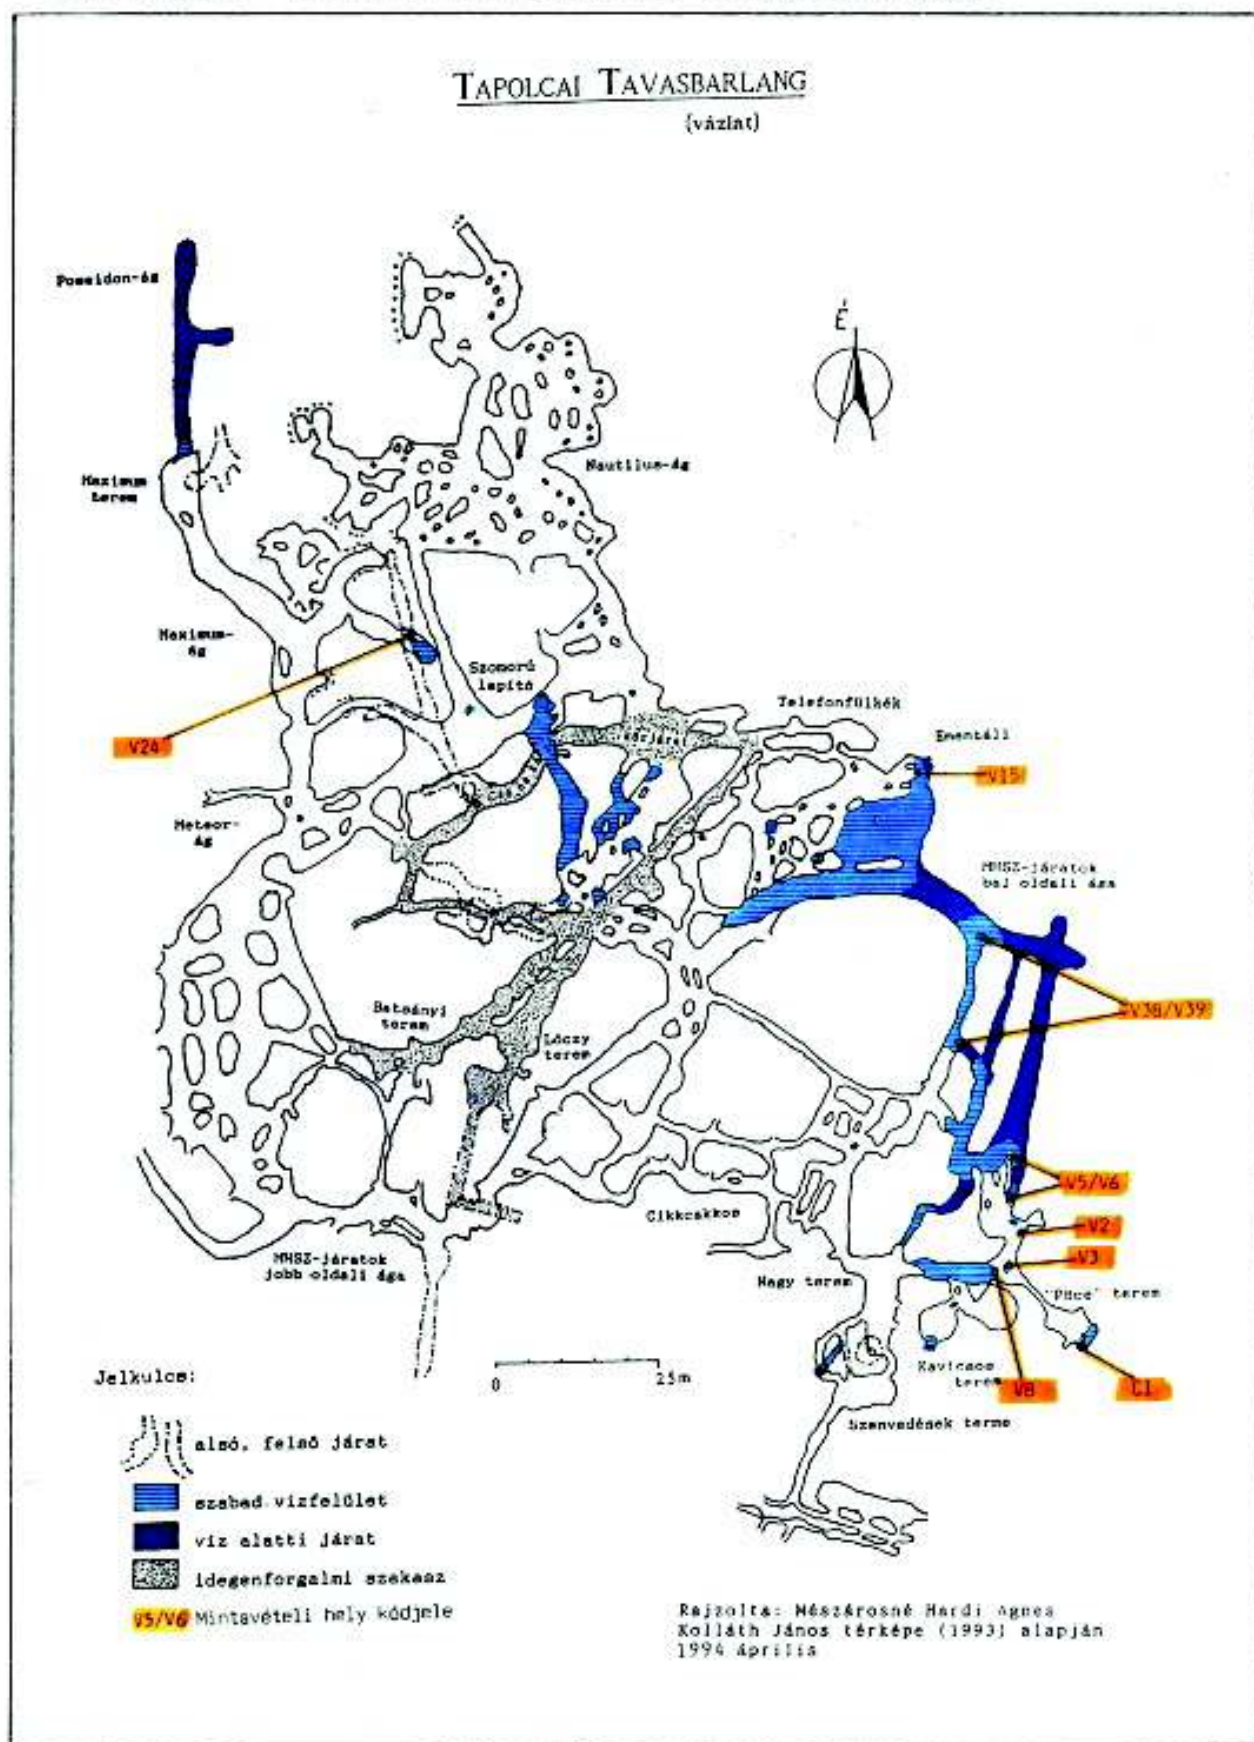 TAPOLCAI TAVASBARLANG
(vázlat)
É
Poseidon-ág
Maximum
terem
Nautilus-ág
Maximum-
ág
Szomorú
lapító
V24
Telefonfülkék
Ementáli
V15
Meteor-
ág
MHSZ-járatok
bal oldali ága
V38/V39
Batsányi
terem
Lóczy
terem
V5/V6
V2
V3
Cikkcakkos
MHSZ-járatok
jobb oldali ága
Nagy terem
terem
Kavicsos
terem
V8
Szenvedések terme
0 25m
Jelkulcs:
alsó, felső járat
szabad vízfelület
víz alatti járat
idegenforgalmi szakasz
V5/V6 Mintavételi hely kódjele
Rajzolta: Mészárosné Hardi Ágnes
Kolláth János térképe (1993) alapján
1994 április